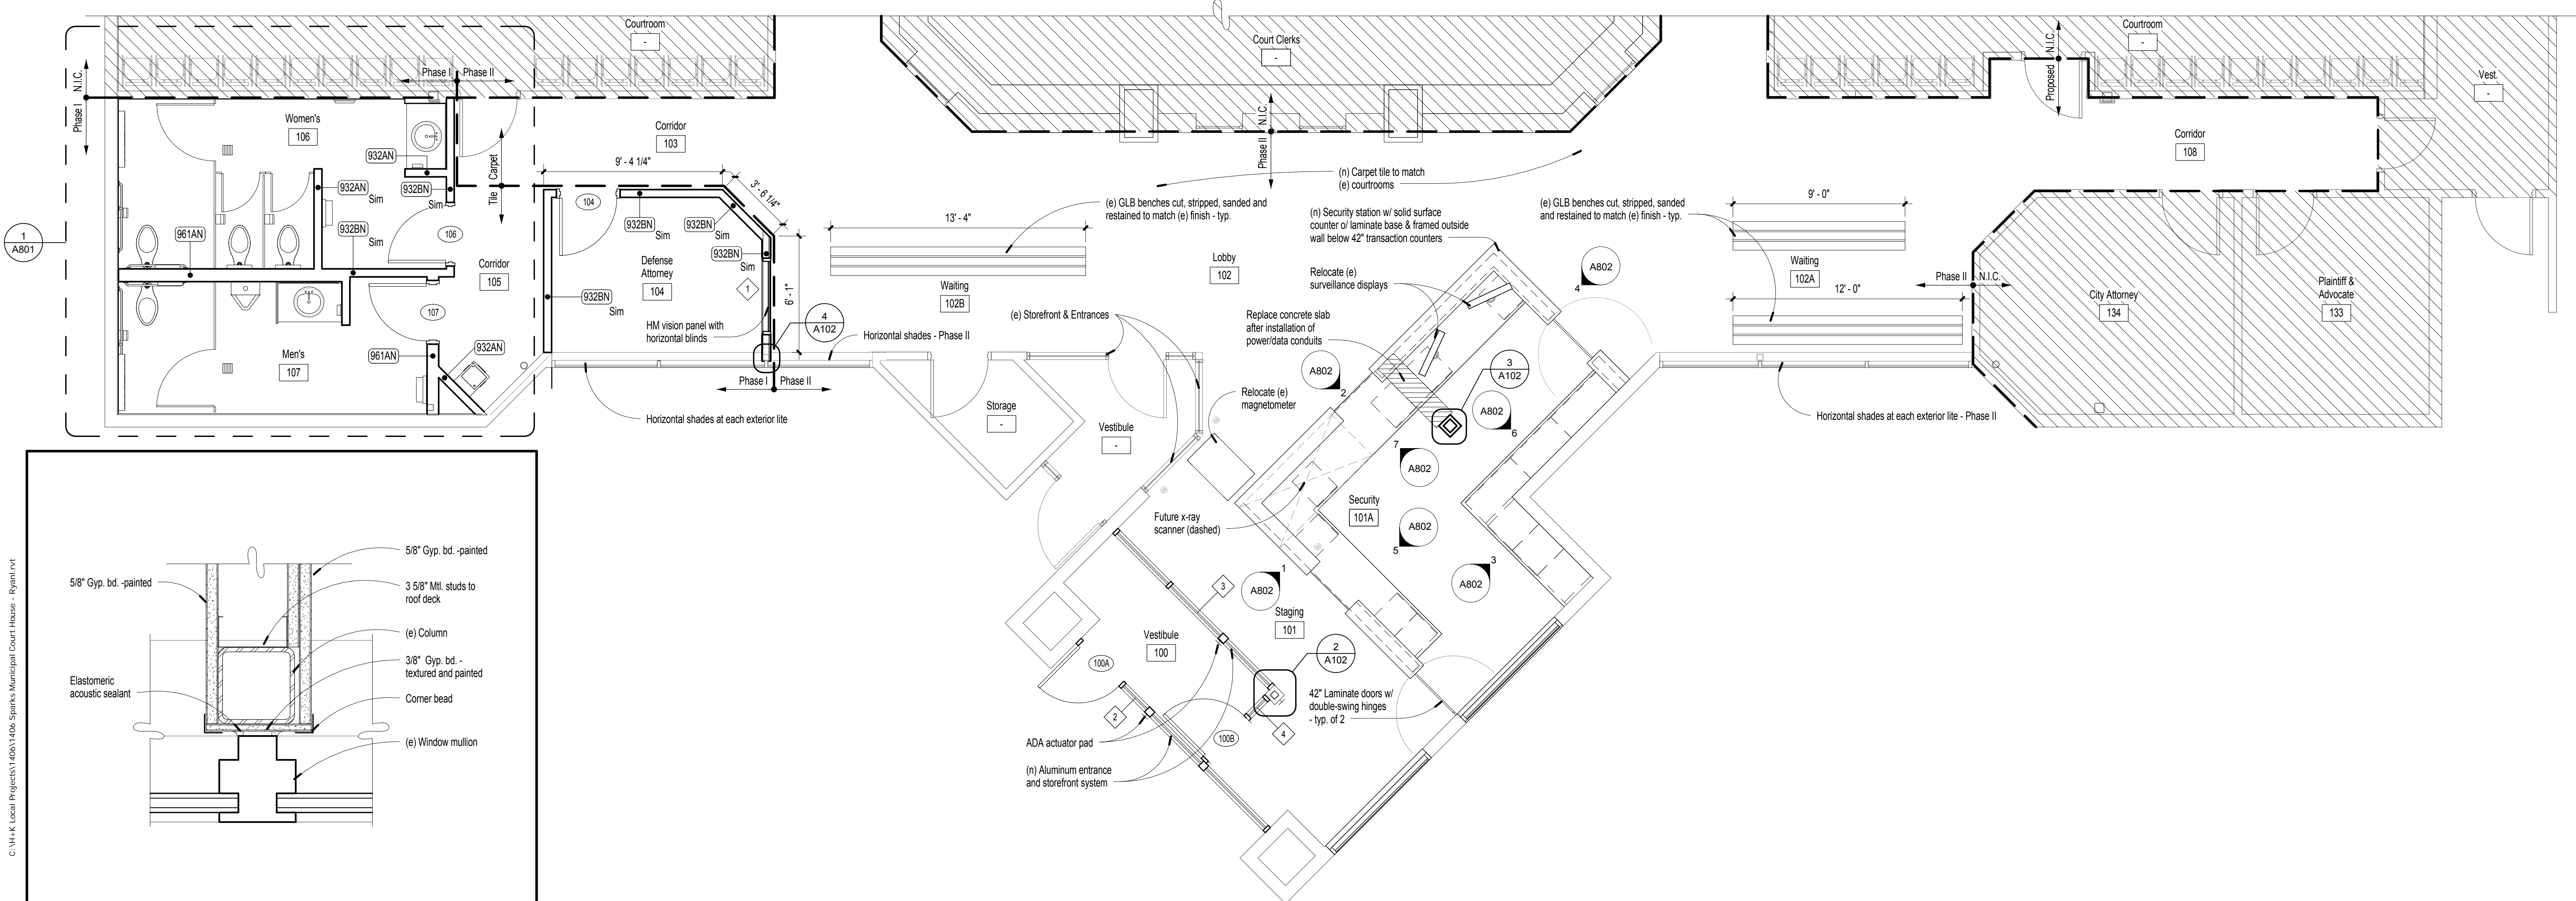 Courtroom
-
Court Clerks
-
Courtroom
-
Vest.
-
Phase I
N.I.C.
Phase I
Phase II
Women's
106
932AN
932AN
Sim
932BN
Sim
932BN
Sim
961AN
1
A801
Tile
Carpet
106
Corridor
105
107
Men's
107
961AN
932AN
Corridor
103
9' - 4 1/4"
3' - 6 1/4"
104
932BN
Sim
932BN
Sim
932BN
Sim
932BN
Sim
Defense
Attorney
104
1
6' - 1"
HM vision panel with
horizontal blinds
4
A102
Horizontal shades - Phase II
Phase I
Phase II
Horizontal shades at each exterior lite
13' - 4"
Waiting
102B
(e) GLB benches cut, stripped, sanded and
restained to match (e) finish - typ.
Phase II
N.I.C.
(n) Carpet tile to match
(e) courtrooms
Lobby
102
(n) Security station w/ solid surface
counter o/ laminate base & framed outside
wall below 42" transaction counters
Relocate (e)
surveillance displays
Replace concrete slab
after installation of
power/data conduits
(e) Storefront & Entrances
Relocate (e)
magnetometer
Storage
-
Vestibule
-
Future x-ray
scanner (dashed)
A802
2
A802
4
3
A102
A802
6
7
A802
Security
101A
A802
5
A802
3
A802
1
Staging
101
3
Vestibule
100
100A
2
A102
2
100B
4
42" Laminate doors w/
double-swing hinges
- typ. of 2
ADA actuator pad
(n) Aluminum entrance
and storefront system
(e) GLB benches cut, stripped, sanded
and restained to match (e) finish - typ.
9' - 0"
Waiting
102A
12' - 0"
Phase II
N.I.C.
Proposed
N.I.C.
Corridor
108
City Attorney
134
Plaintiff &
Advocate
133
Horizontal shades at each exterior lite - Phase II
5/8" Gyp. bd. -painted
5/8" Gyp. bd. -painted
3 5/8" Mtl. studs to
roof deck
(e) Column
3/8" Gyp. bd. -
textured and painted
Elastomeric
acoustic sealant
Corner bead
(e) Window mullion
C:\H+K Local Projects\1406\1406 Sparks Municipal Court House - RyanI.rvt